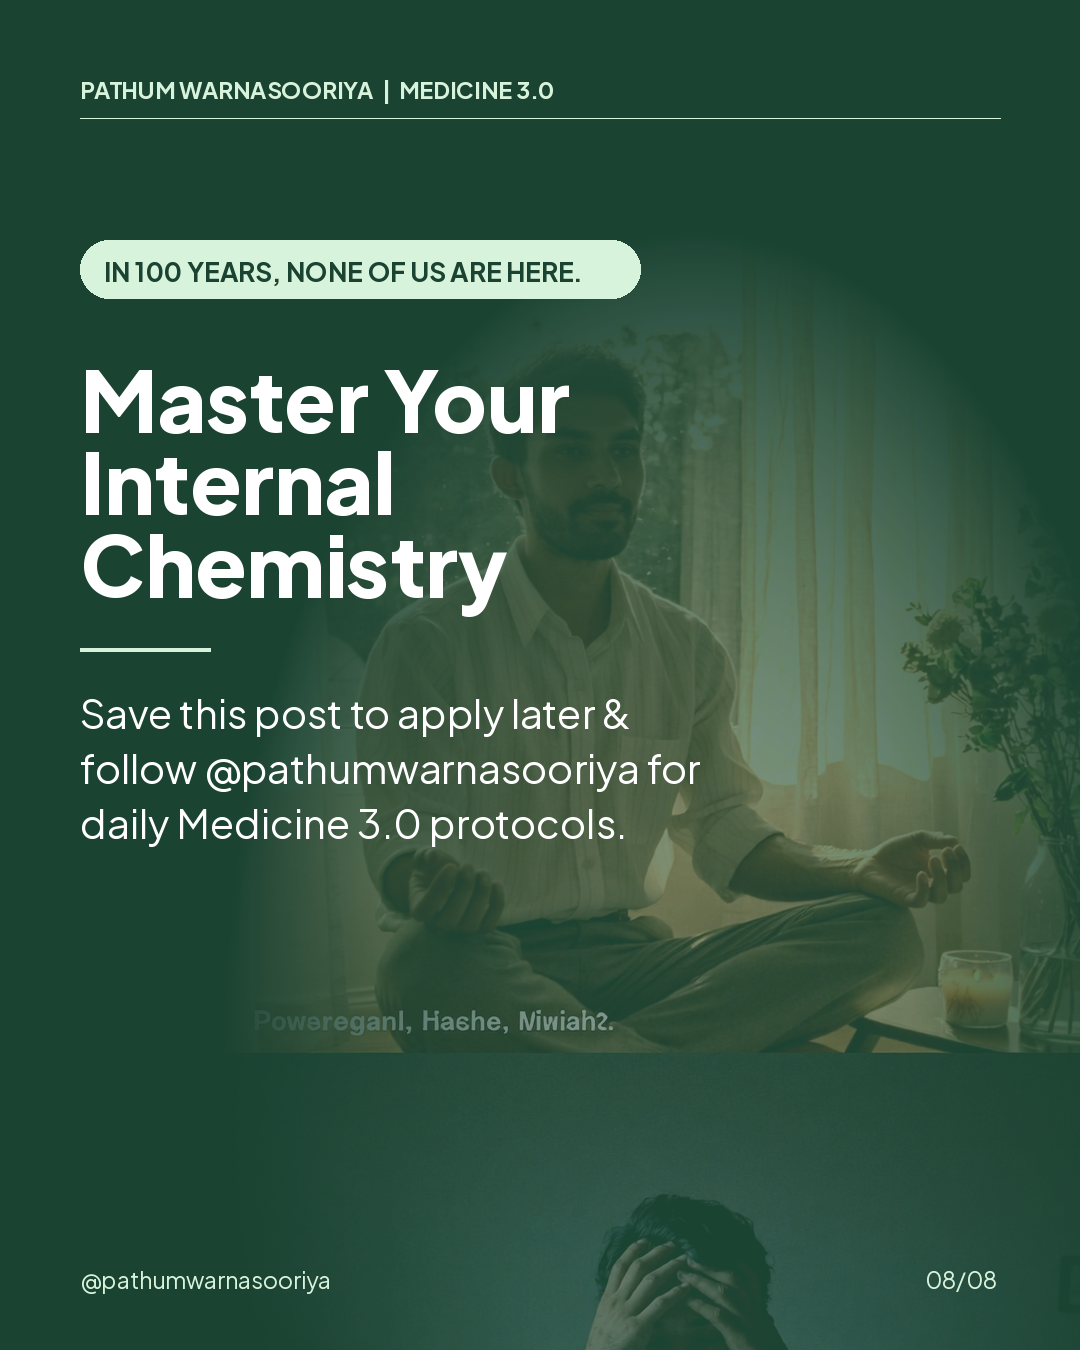 PATHUM WARNASOORIYA | MEDICINE 3.0
IN 100 YEARS, NONE OF US ARE HERE.
Master Your
Internal
Chemistry
Save this post to apply later &
follow @pathumwarnasooriya for
daily Medicine 3.0 protocols.
@pathumwarnasooriya
08/08